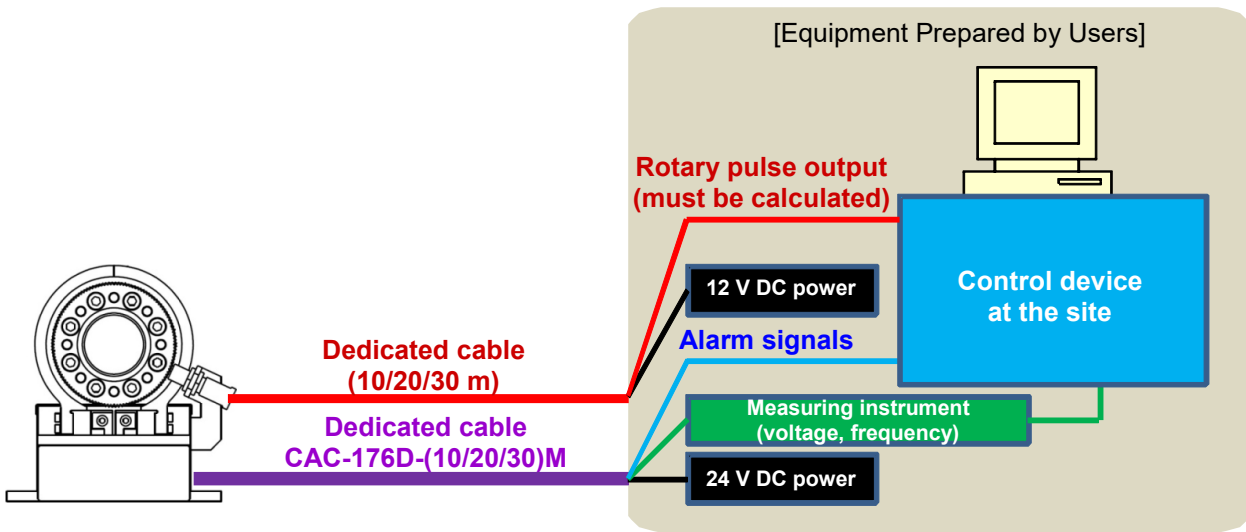 [Equipment Prepared by Users]
Rotary pulse output
(must be calculated)
12 V DC power
Control device
at the site
Alarm signals
Dedicated cable
(10/20/30 m)
Measuring instrument
(voltage, frequency)
Dedicated cable
CAC-176D-(10/20/30)M
24 V DC power